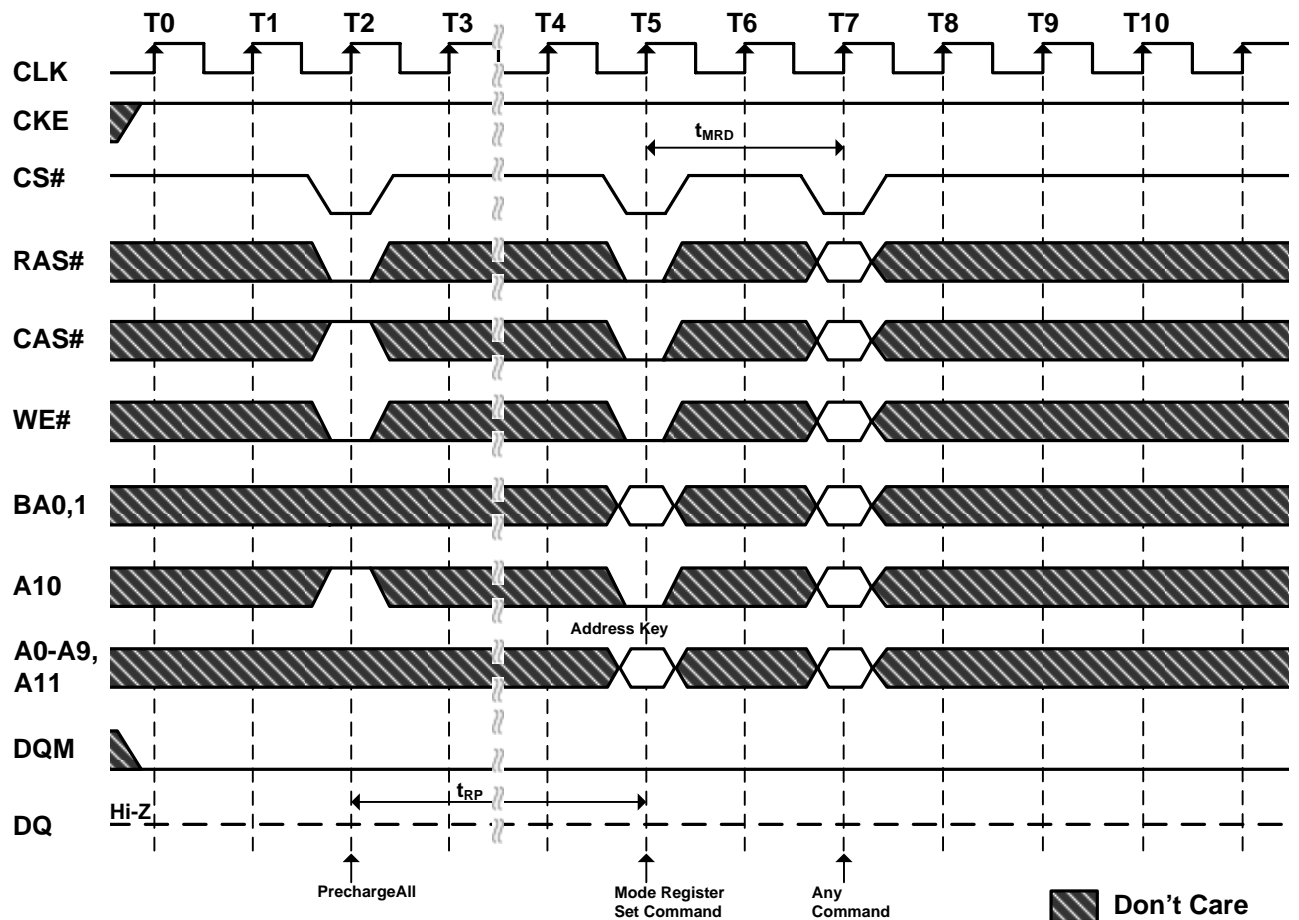 T0 T1 T2 T3 T4 T5 T6 T7 T8 T9 T10
CLK
CKE
tMRD
CS#
RAS#
CAS#
WE#
BA0,1
A10
Address Key
A0-A9,
A11
DQM
tRP
Hi-Z
DQ
PrechargeAll
Mode Register
Set Command
Any
Command
Don't Care